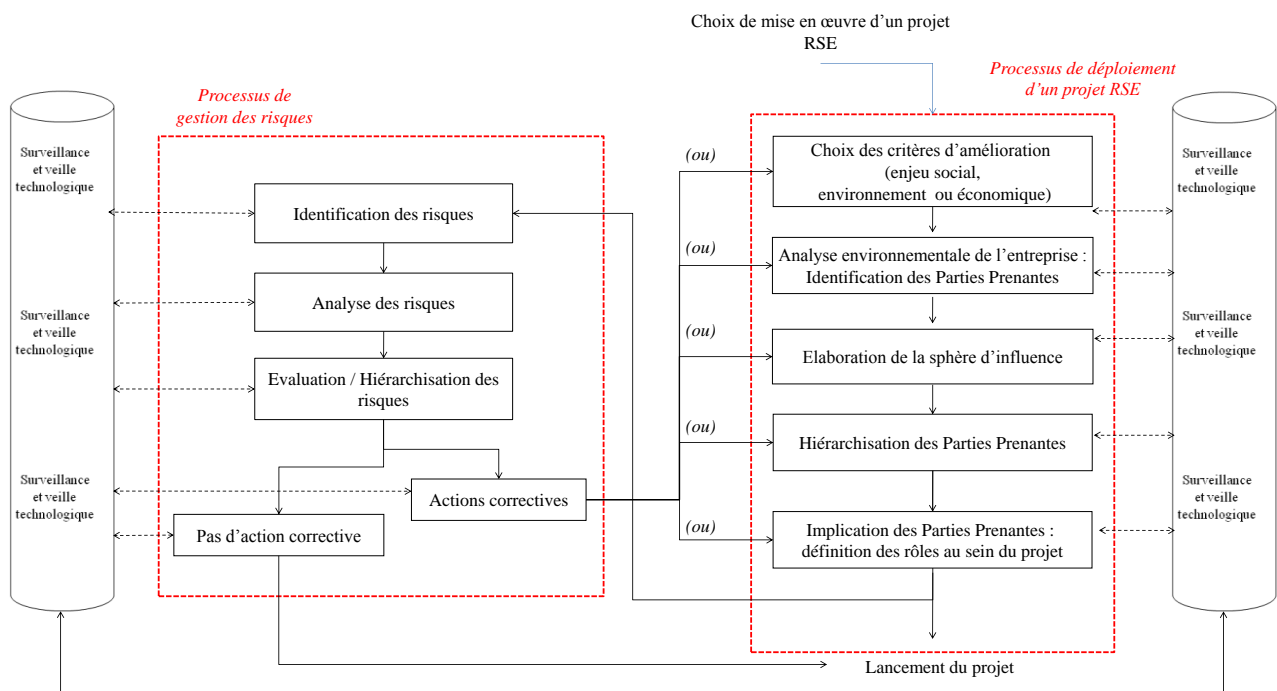 Choix de mise en œuvre d'un projet
RSE
Processus de déploiement
d'un projet RSE
Processus de
gestion des risques
Surveillance
et veille
technologique
Surveillance
et veille
technologique
Surveillance
et veille
technologique
Identification des risques
Analyse des risques
Evaluation / Hiérarchisation des
risques
Actions correctives
Pas d'action corrective
(ou)
(ou)
(ou)
(ou)
(ou)
Choix des critères d'amélioration
(enjeu social,
environnement ou économique)
Analyse environnementale de l'entreprise :
Identification des Parties Prenantes
Elaboration de la sphère d'influence
Hiérarchisation des Parties Prenantes
Implication des Parties Prenantes :
définition des rôles au sein du projet
Lancement du projet
Surveillance
et veille
technologique
Surveillance
et veille
technologique
Surveillance
et veille
technologique